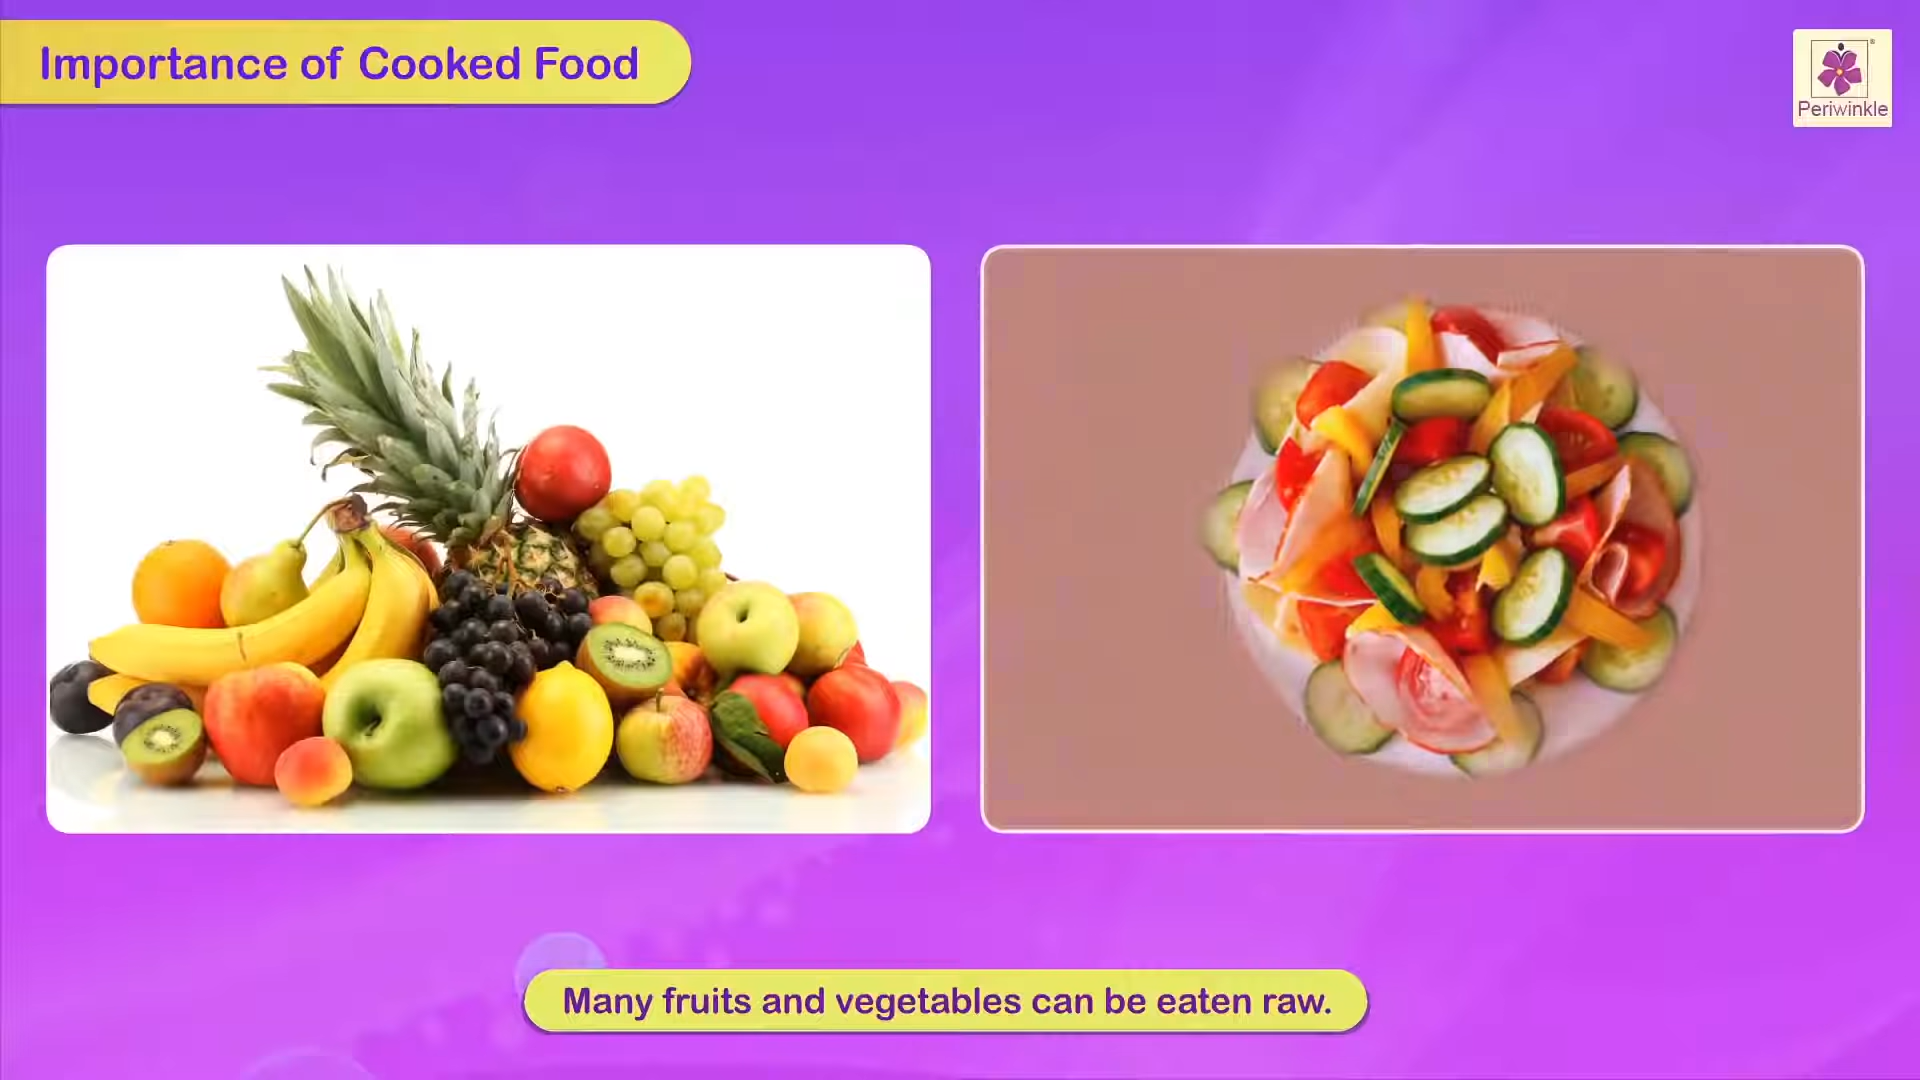 Importance of Cooked Food
Periwinkle
Many fruits and vegetables can be eaten raw.